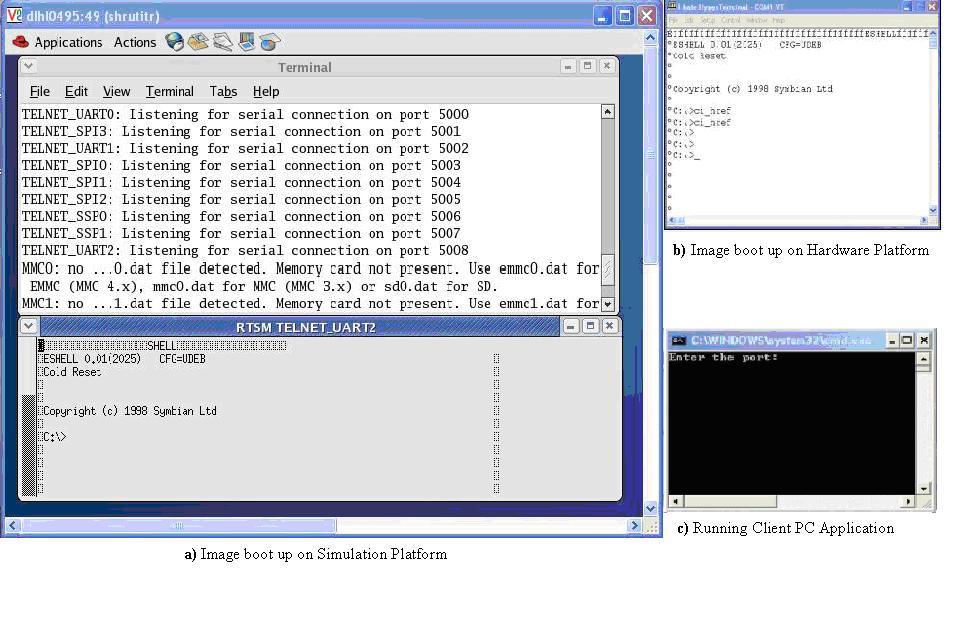 dlhl0495:49 (shrutitr)
Applications Actions
Terminal
File Edit View Terminal Tabs Help
TELNET_UART0: Listening for serial connection on port 5000
TELNET_SPI3: Listening for serial connection on port 5001
TELNET_UART1: Listening for serial connection on port 5002
TELNET_SPI0: Listening for serial connection on port 5003
TELNET_SPI1: Listening for serial connection on port 5004
TELNET_SPI2: Listening for serial connection on port 5005
TELNET_SSP0: Listening for serial connection on port 5006
TELNET_SSP1: Listening for serial connection on port 5007
TELNET_UART2: Listening for serial connection on port 5008
MMC0: no ...0.dat file detected. Memory card not present. Use emmc0.dat for
EMMC (MMC 4.x), mmc0.dat for MMC (MMC 3.x) or sd0.dat for SD.
MMC1: no ...1.dat file detected. Memory card not present. Use emmc1.dat for
RTSM TELNET_UART2
SHELL
ESHELL 0.01(2025) CFG=UDEB
Cold Reset
Copyright (c) 1998 Symbian Ltd
C:\>
a) Image boot up on Simulation Platform
I hate HyperTerminal - COM1 VT
File Edit Setup Control Window Help
ESHELL
ESHELL 0.01(2025) CFG=UDEB
Cold Reset
Copyright (c) 1998 Symbian Ltd
C:\>ci_href
C:\>ci_href
C:\>
C:\>
C:\>_
b) Image boot up on Hardware Platform
C:\WINDOWS\system32\cmd.exe
Enter the port:
c) Running Client PC Application